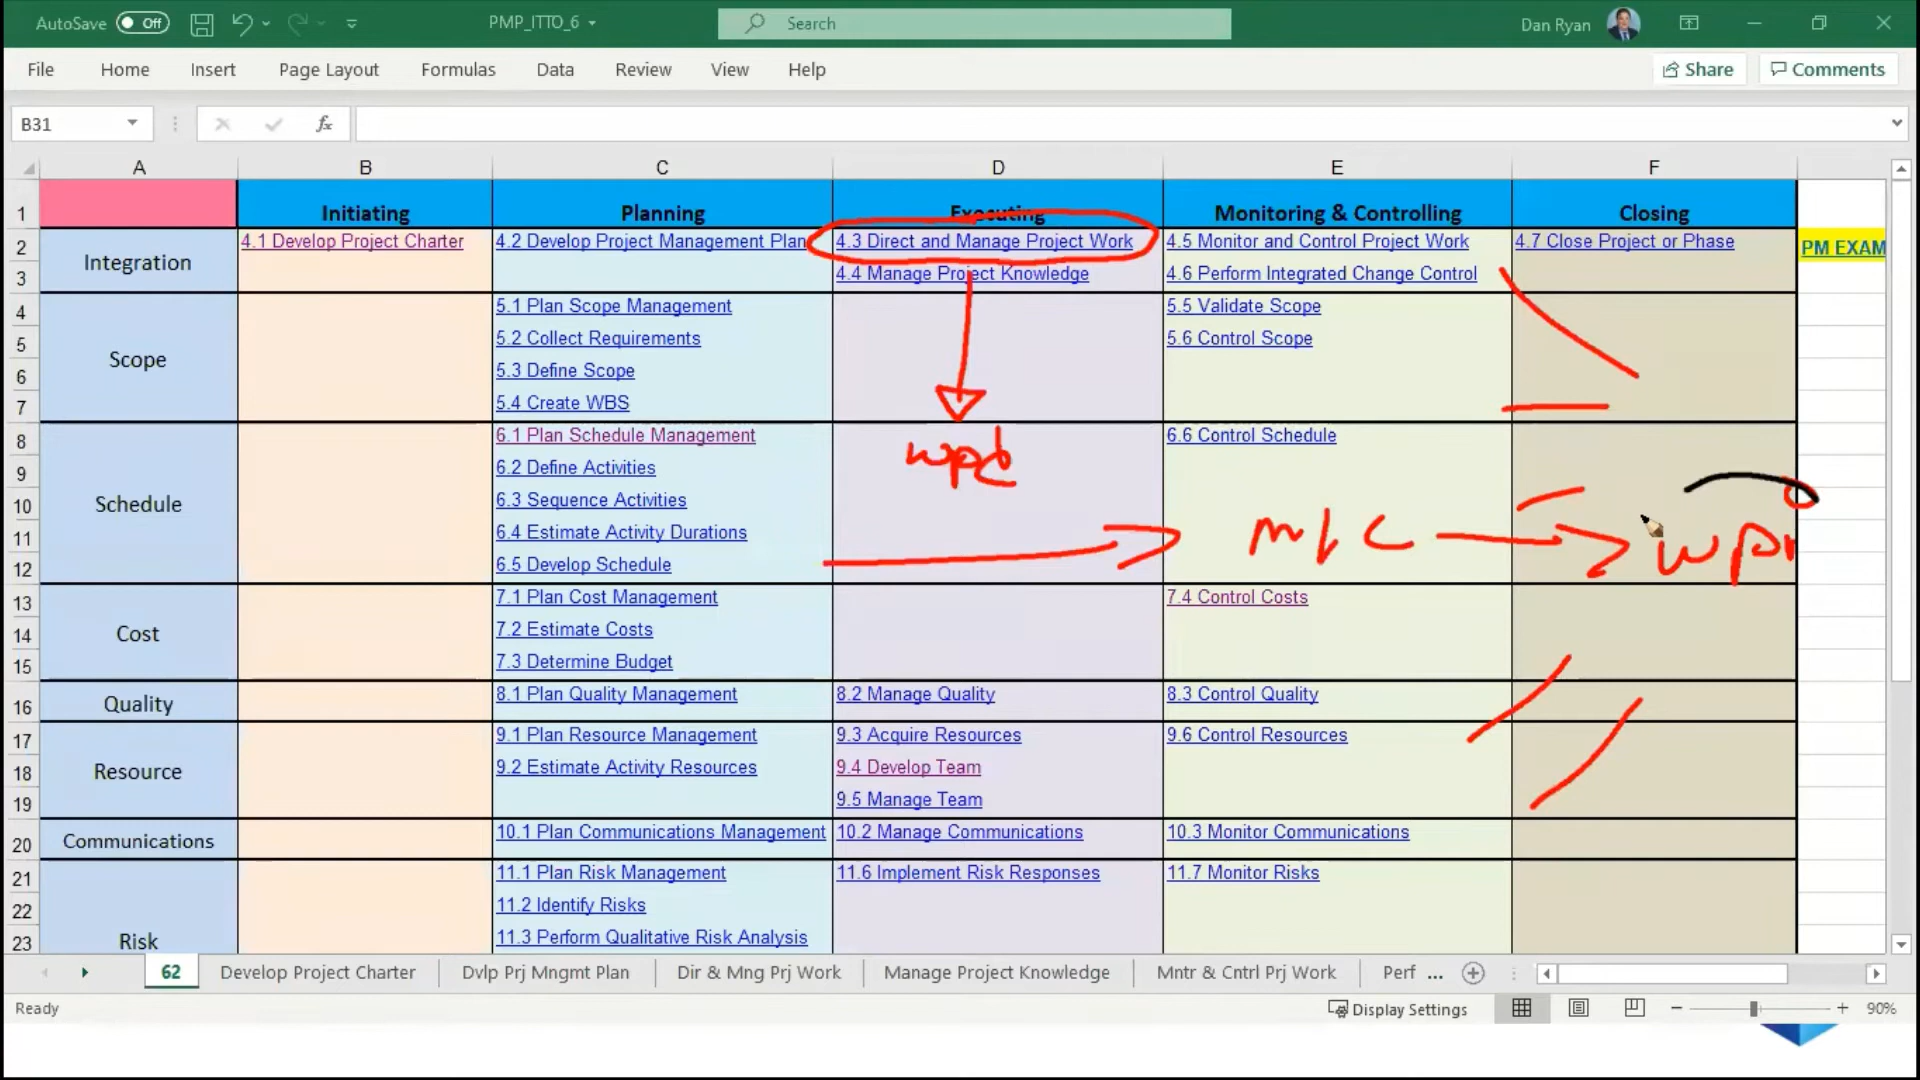 AutoSave Off PMP_ITTO_6 Search Dan Ryan
File Home Insert Page Layout Formulas Data Review View Help Share Comments
B31 fx
A B C D E F
1 Initiating Planning Executing Monitoring & Controlling Closing
2 4.1 Develop Project Charter 4.2 Develop Project Management Plan 4.3 Direct and Manage Project Work 4.5 Monitor and Control Project Work 4.7 Close Project or Phase PM EXAM
Integration
3 4.4 Manage Project Knowledge 4.6 Perform Integrated Change Control
4 5.1 Plan Scope Management 5.5 Validate Scope
5 5.2 Collect Requirements 5.6 Control Scope
Scope
6 5.3 Define Scope
7 5.4 Create WBS
8 6.1 Plan Schedule Management 6.6 Control Schedule
wpd
9 6.2 Define Activities
10 Schedule 6.3 Sequence Activities
11 6.4 Estimate Activity Durations
M/C
12 6.5 Develop Schedule
13 7.1 Plan Cost Management 7.4 Control Costs
14 Cost 7.2 Estimate Costs
15 7.3 Determine Budget
16 Quality 8.1 Plan Quality Management 8.2 Manage Quality 8.3 Control Quality
17 9.1 Plan Resource Management 9.3 Acquire Resources 9.6 Control Resources
18 Resource 9.2 Estimate Activity Resources 9.4 Develop Team
19 9.5 Manage Team
20 Communications 10.1 Plan Communications Management 10.2 Manage Communications 10.3 Monitor Communications
21 11.1 Plan Risk Management 11.6 Implement Risk Responses 11.7 Monitor Risks
22 11.2 Identify Risks
23 Risk 11.3 Perform Qualitative Risk Analysis
62 Develop Project Charter Dvlp Prj Mngmt Plan Dir & Mng Prj Work Manage Project Knowledge Mntr & Cntrl Prj Work Perf ...
Ready Display Settings 90%